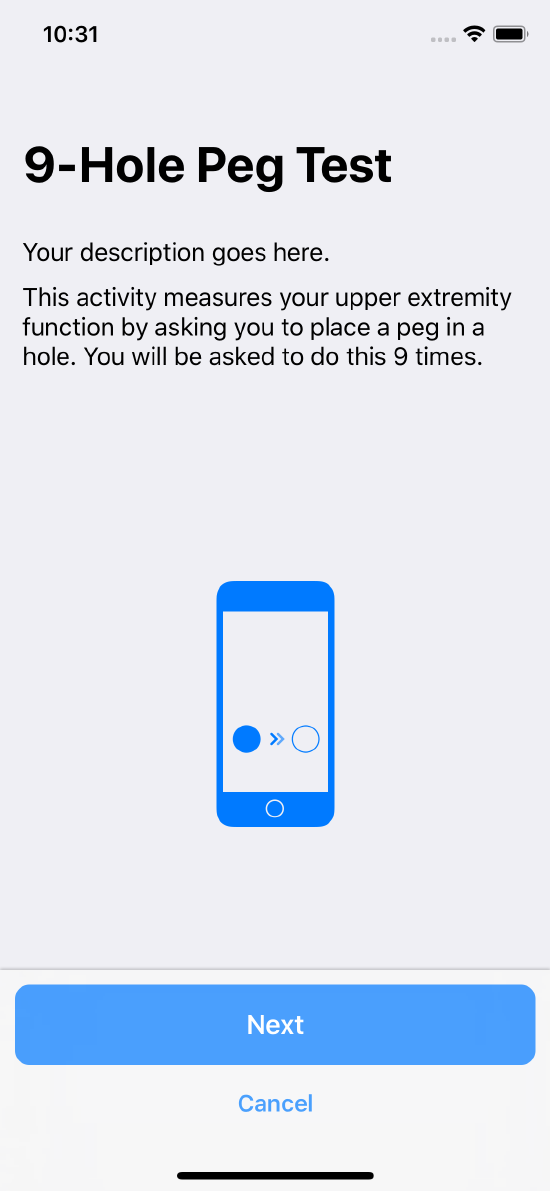 10:31
9-Hole Peg Test
Your description goes here.
This activity measures your upper extremity
function by asking you to place a peg in a
hole. You will be asked to do this 9 times.
Next
Cancel